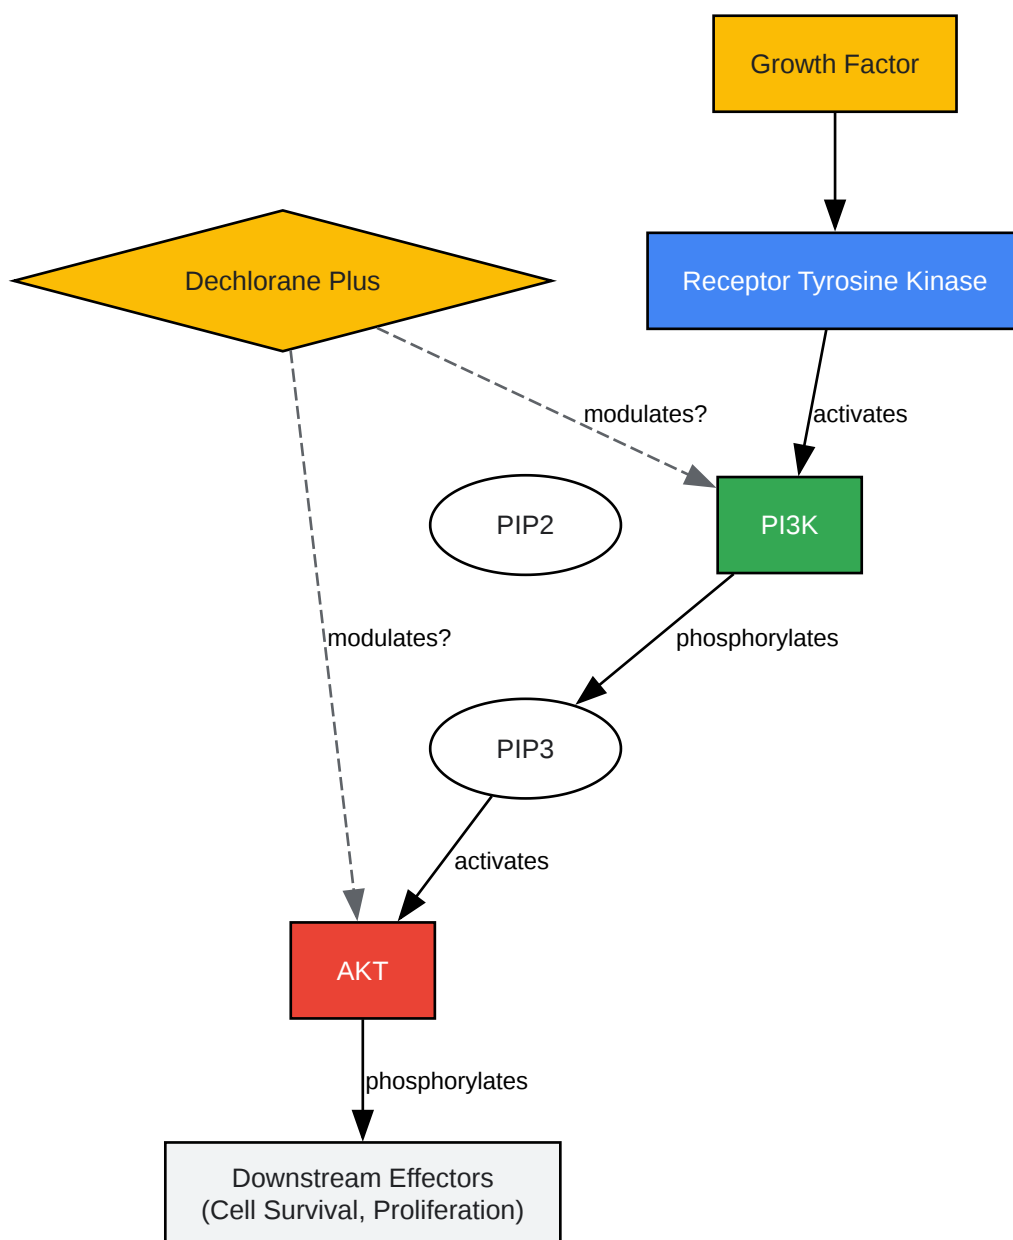 Growth Factor
Dechlorane Plus
Receptor Tyrosine Kinase
modulates?
activates
PIP2
PI3K
modulates?
phosphorylates
PIP3
activates
AKT
phosphorylates
Downstream Effectors
(Cell Survival, Proliferation)